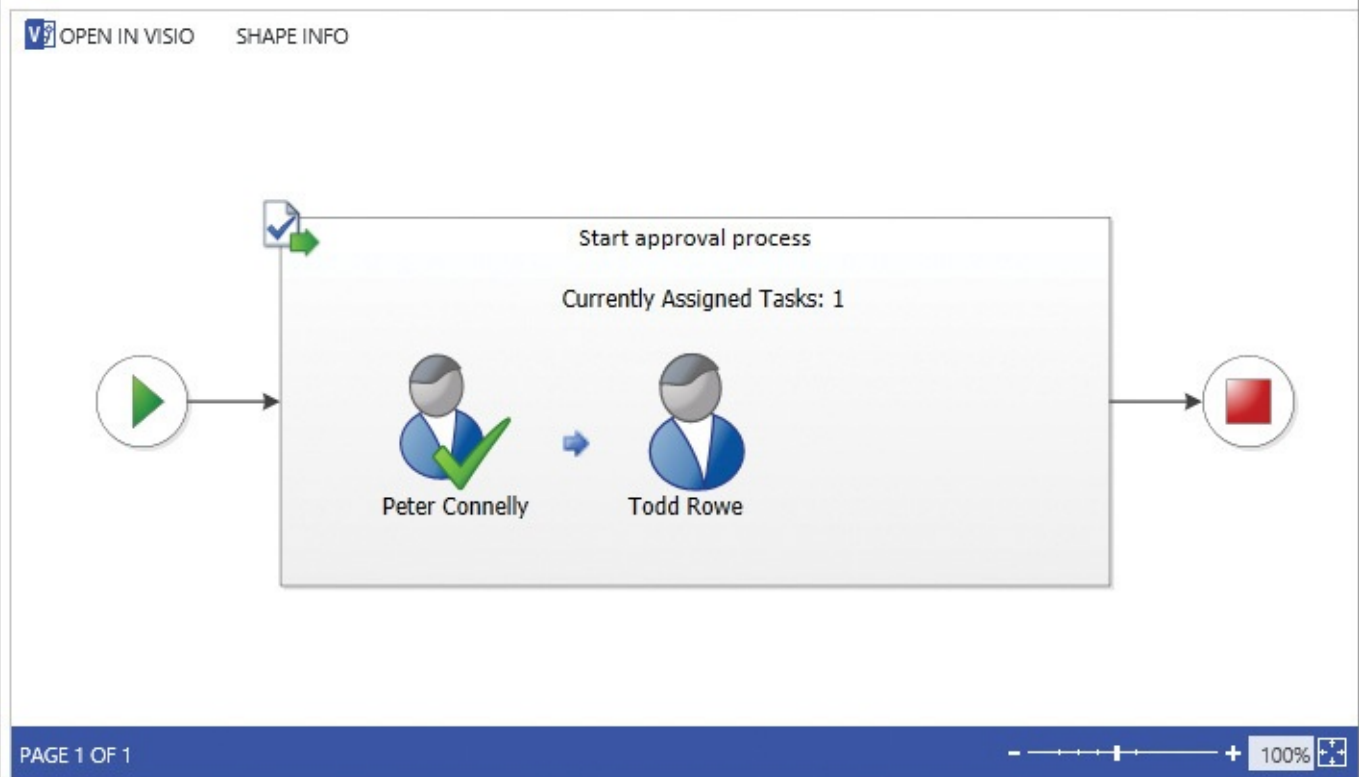 OPEN IN VISIO SHAPE INFO
Start approval process
Currently Assigned Tasks: 1
Peter Connelly Todd Rowe
PAGE 1 OF 1 - + 100%